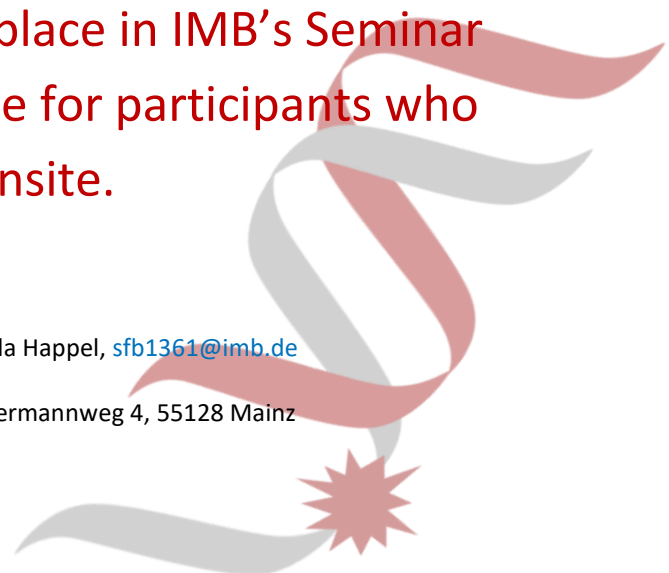 place in IMB’s Seminar
e for participants who
nsite.
la Happel, sfb1361@imb.de
ermannweg 4, 55128 Mainz